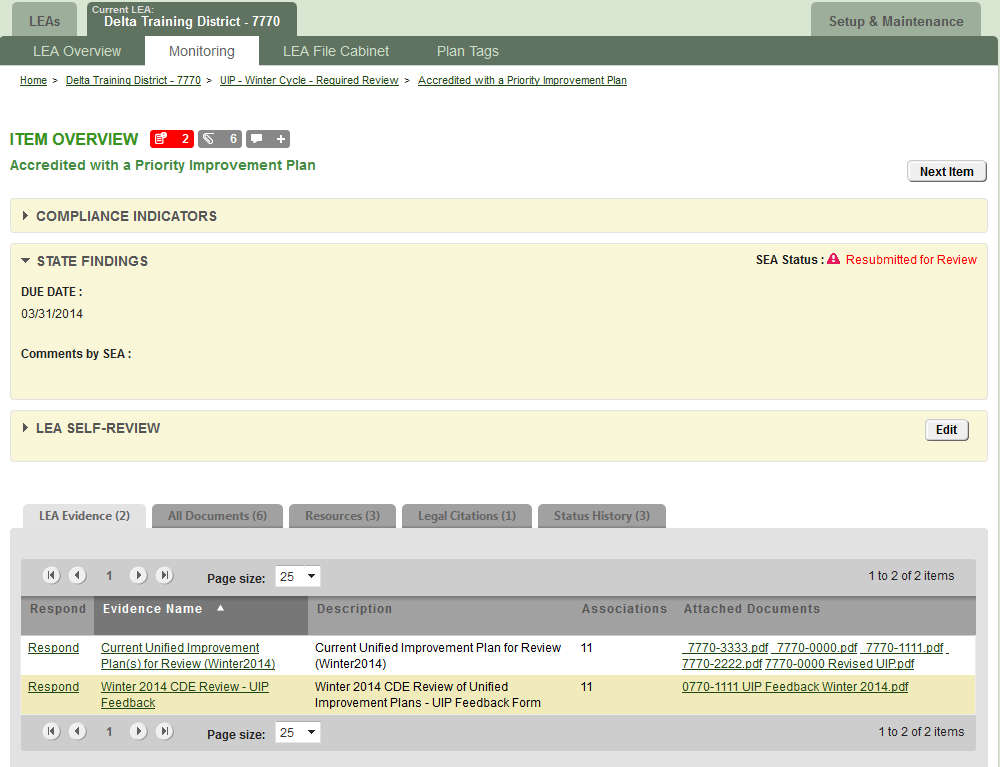 LEAs
Current LEA:
Delta Training District - 7770
Setup & Maintenance
LEA Overview Monitoring LEA File Cabinet Plan Tags
Home > Delta Training District - 7770 > UIP - Winter Cycle - Required Review > Accredited with a Priority Improvement Plan
ITEM OVERVIEW 2 6 +
Accredited with a Priority Improvement Plan
Next Item
COMPLIANCE INDICATORS
STATE FINDINGS SEA Status : Resubmitted for Review
DUE DATE :
03/31/2014
Comments by SEA :
LEA SELF-REVIEW Edit
LEA Evidence (2) All Documents (6) Resources (3) Legal Citations (1) Status History (3)
1 Page size: 25 1 to 2 of 2 items
Respond Evidence Name Description Associations Attached Documents
Respond Current Unified Improvement Current Unified Improvement Plan for Review 11 _7770-3333.pdf _7770-0000.pdf _7770-1111.pdf _
Plan(s) for Review (Winter2014) (Winter2014) 7770-2222.pdf 7770-0000 Revised UIP.pdf
Respond Winter 2014 CDE Review - UIP Winter 2014 CDE Review of Unified 11 0770-1111 UIP Feedback Winter 2014.pdf
Feedback Improvement Plans - UIP Feedback Form
1 Page size: 25 1 to 2 of 2 items